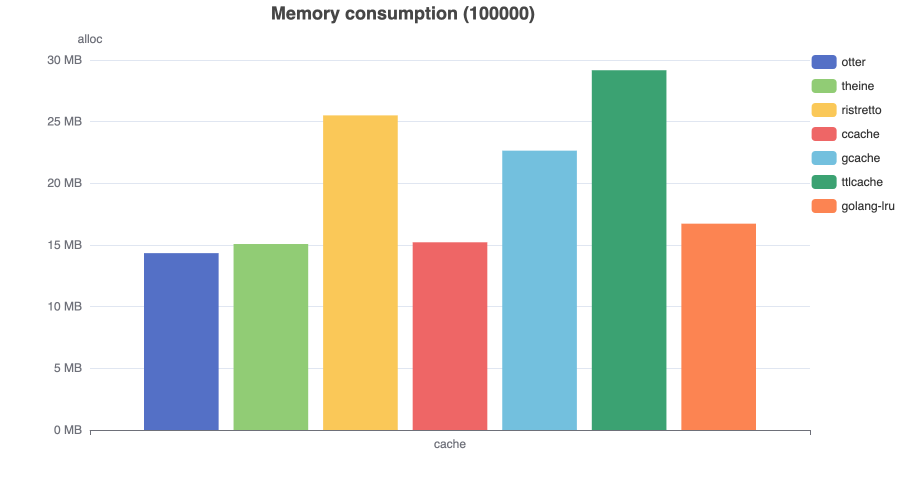 Memory consumption (100000)
alloc
30 MB
25 MB
20 MB
15 MB
10 MB
5 MB
0 MB
cache
otter
theine
ristretto
ccache
gcache
ttlcache
golang-lru